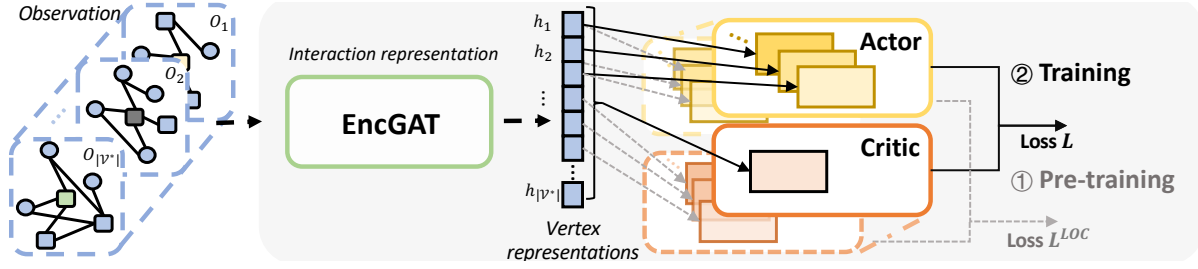 Observation
O₁
O₂
O|𝒱*|
Interaction representation
EncGAT
h₁
h₂
h|𝒱*|
Vertex
representations
Actor
Critic
② Training
Loss L
① Pre-training
Loss L^LOC